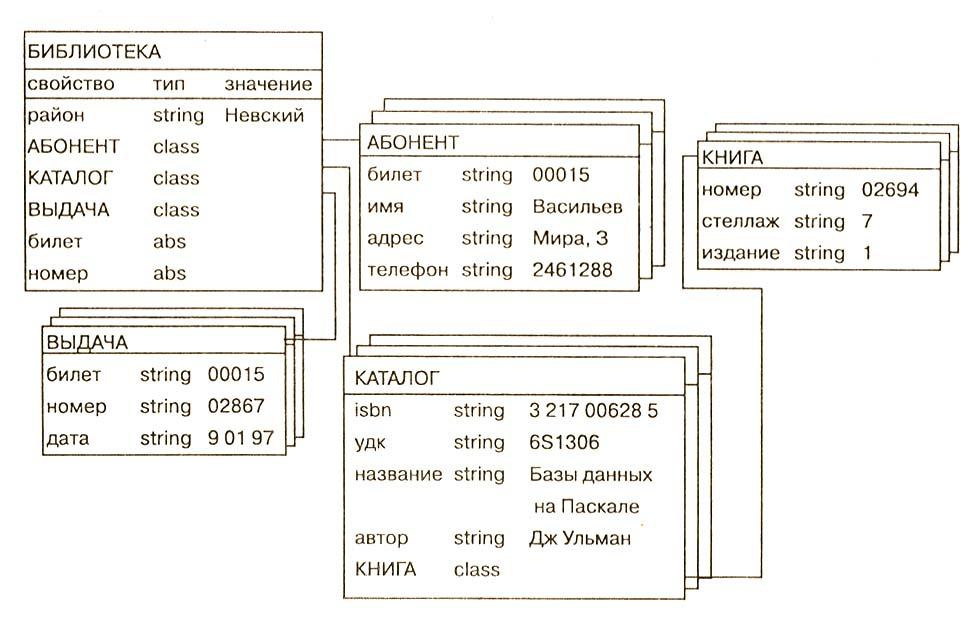 БИБЛИОТЕКА
свойство тип значение
район string Невский
АБОНЕНТ class
КАТАЛОГ class
ВЫДАЧА class
билет abs
номер abs
АБОНЕНТ
билет string 00015
имя string Васильев
адрес string Мира, 3
телефон string 2461288
КНИГА
номер string 02694
стеллаж string 7
издание string 1
ВЫДАЧА
билет string 00015
номер string 02867
дата string 9 01 97
КАТАЛОГ
isbn string 3 217 00628 5
удк string 6S1306
название string Базы данных
на Паскале
автор string Дж Ульман
КНИГА class